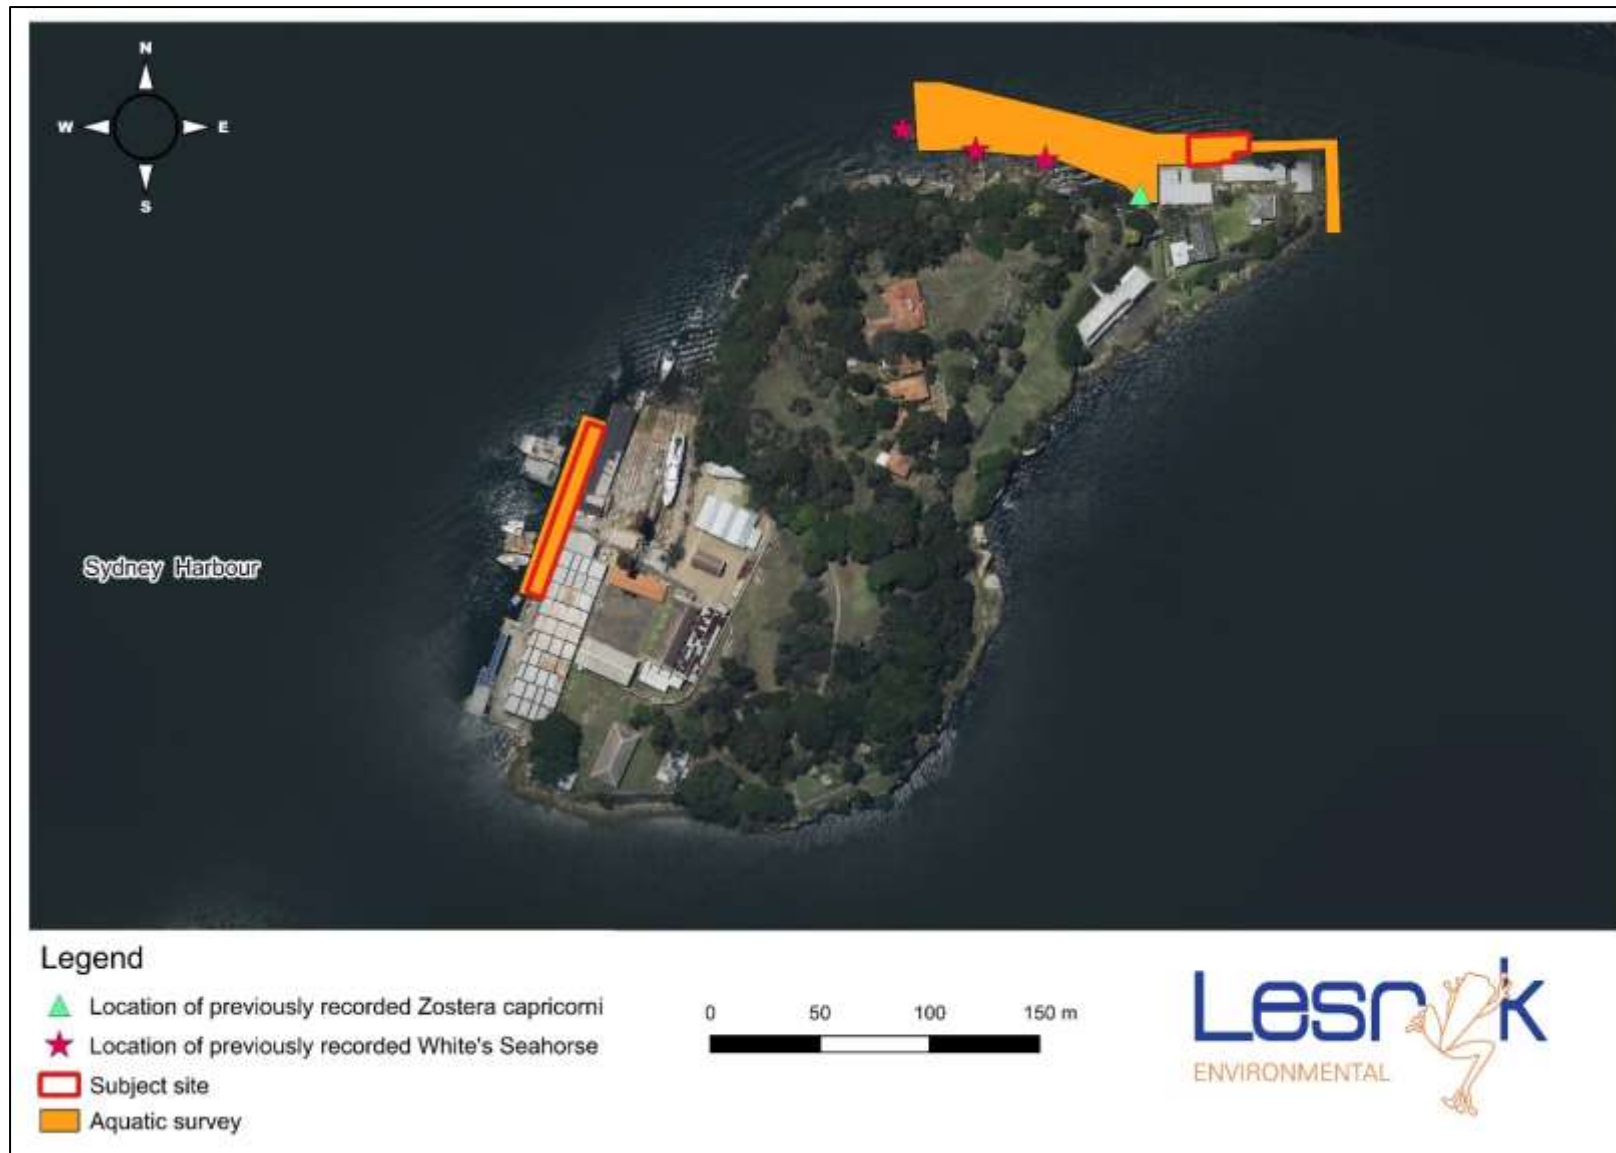 N
W E
S
Sydney Harbour
Legend
Location of previously recorded Zostera capricorni
Location of previously recorded White's Seahorse
Subject site
Aquatic survey
0 50 100 150 m
Lesryk
ENVIRONMENTAL